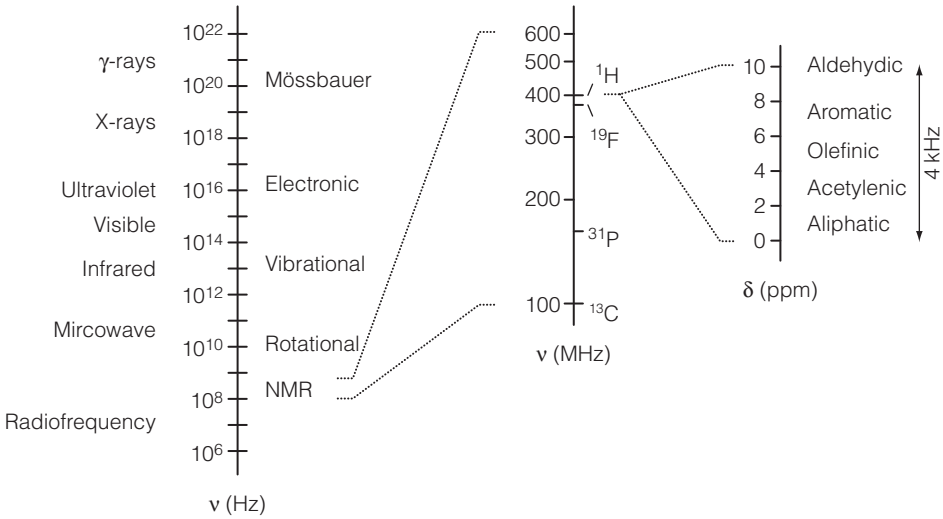 γ-rays
X-rays
Ultraviolet
Visible
Infrared
Mircowave
Radiofrequency
10²²
10²⁰
10¹⁸
10¹⁶
10¹⁴
10¹²
10¹⁰
10⁸
10⁶
ν (Hz)
Mössbauer
Electronic
Vibrational
Rotational
NMR
600
500
400
300
200
100
ν (MHz)
¹H
¹⁹F
³¹P
¹³C
10
8
6
4
2
0
δ (ppm)
Aldehydic
Aromatic
Olefinic
Acetylenic
Aliphatic
4 kHz